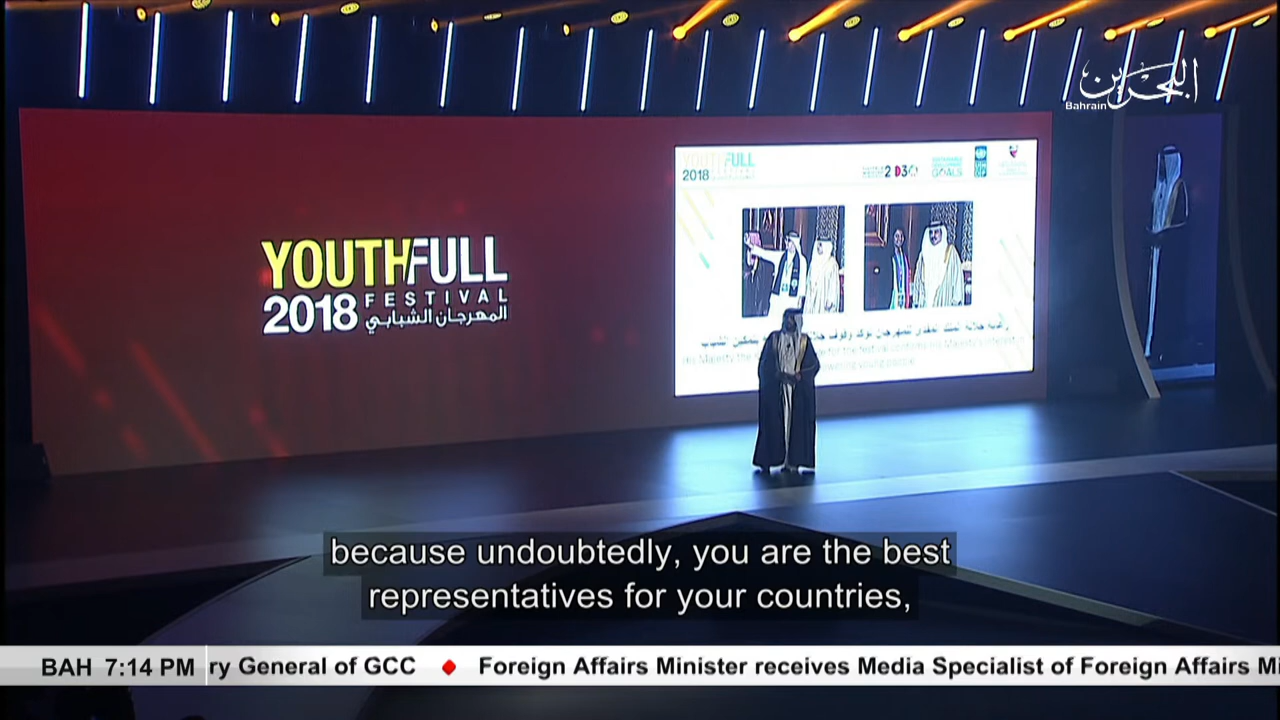 البحرين
Bahrain
YOUTHFULL
2018 FESTIVAL
المهرجان الشبابي
YOUTHFULL
2018
GOALS
because undoubtedly, you are the best
representatives for your countries,
BAH 7:14 PM ry General of GCC Foreign Affairs Minister receives Media Specialist of Foreign Affairs Mi